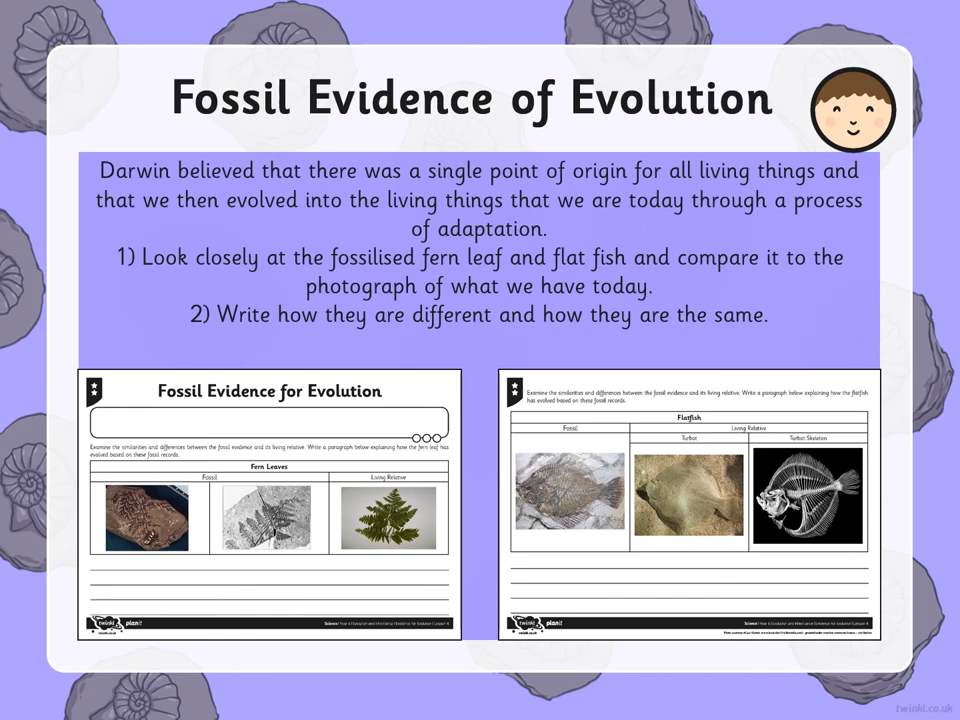 Fossil Evidence of Evolution
Darwin believed that there was a single point of origin for all living things and
that we then evolved into the living things that we are today through a process
of adaptation.
1) Look closely at the fossilised fern leaf and flat fish and compare it to the
photograph of what we have today.
2) Write how they are different and how they are the same.
Fossil Evidence for Evolution
Examine the similarities and differences between the fossil evidence and its living relative. Write a paragraph below explaining how the fern leaf has
evolved based on these fossil records.
Fern Leaves
Fossil
Living Relative
twinkl
planit
Examine the similarities and differences between the fossil evidence and its living relative. Write a paragraph below explaining how the flatfish
has evolved based on these fossil records.
Flatfish
Fossil
Living Relative
Turbot
Turbot Skeleton
twinkl
planit
twinkl.co.uk